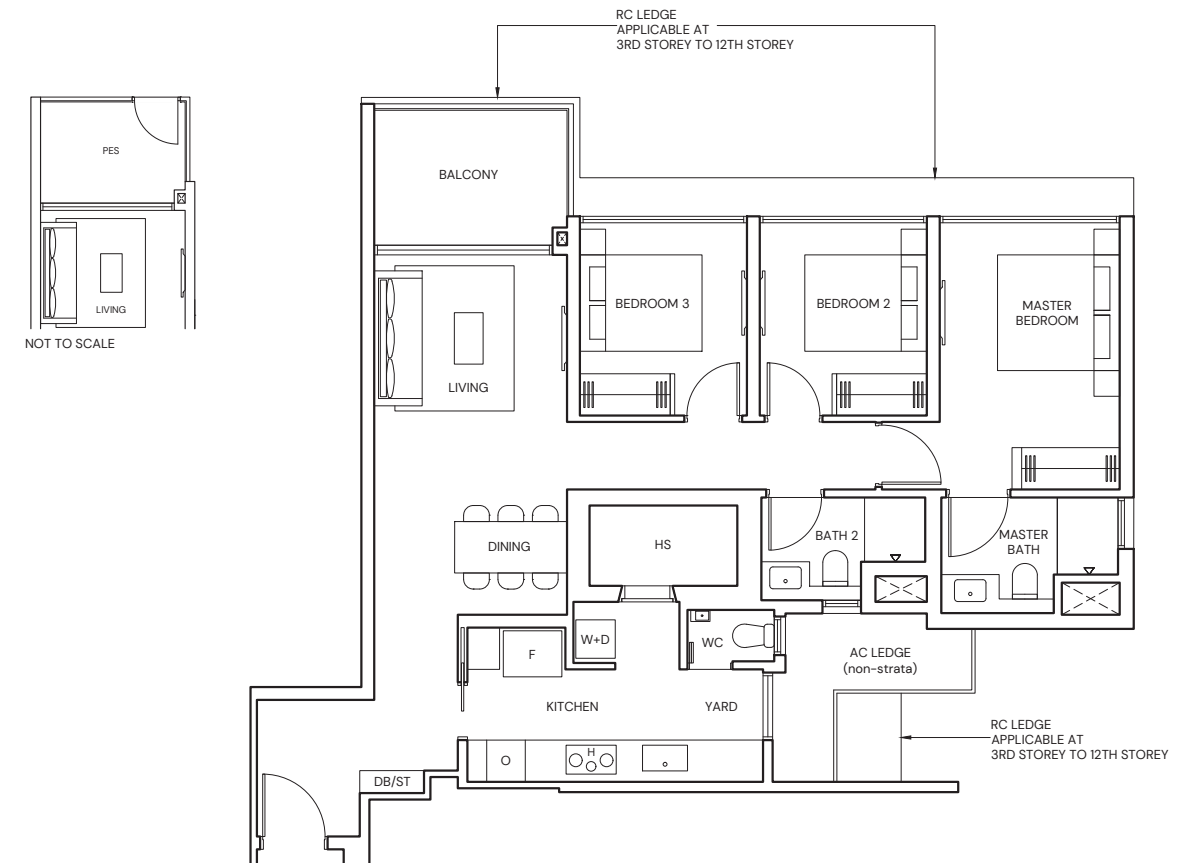 RC LEDGE
APPLICABLE AT
3RD STOREY TO 12TH STOREY
PES
LIVING
NOT TO SCALE
BALCONY
BEDROOM 3
BEDROOM 2
MASTER
BEDROOM
LIVING
DINING
HS
BATH 2
MASTER
BATH
W+D
WC
F
AC LEDGE
(non-strata)
KITCHEN
YARD
RC LEDGE
APPLICABLE AT
3RD STOREY TO 12TH STOREY
H
O
DB/ST